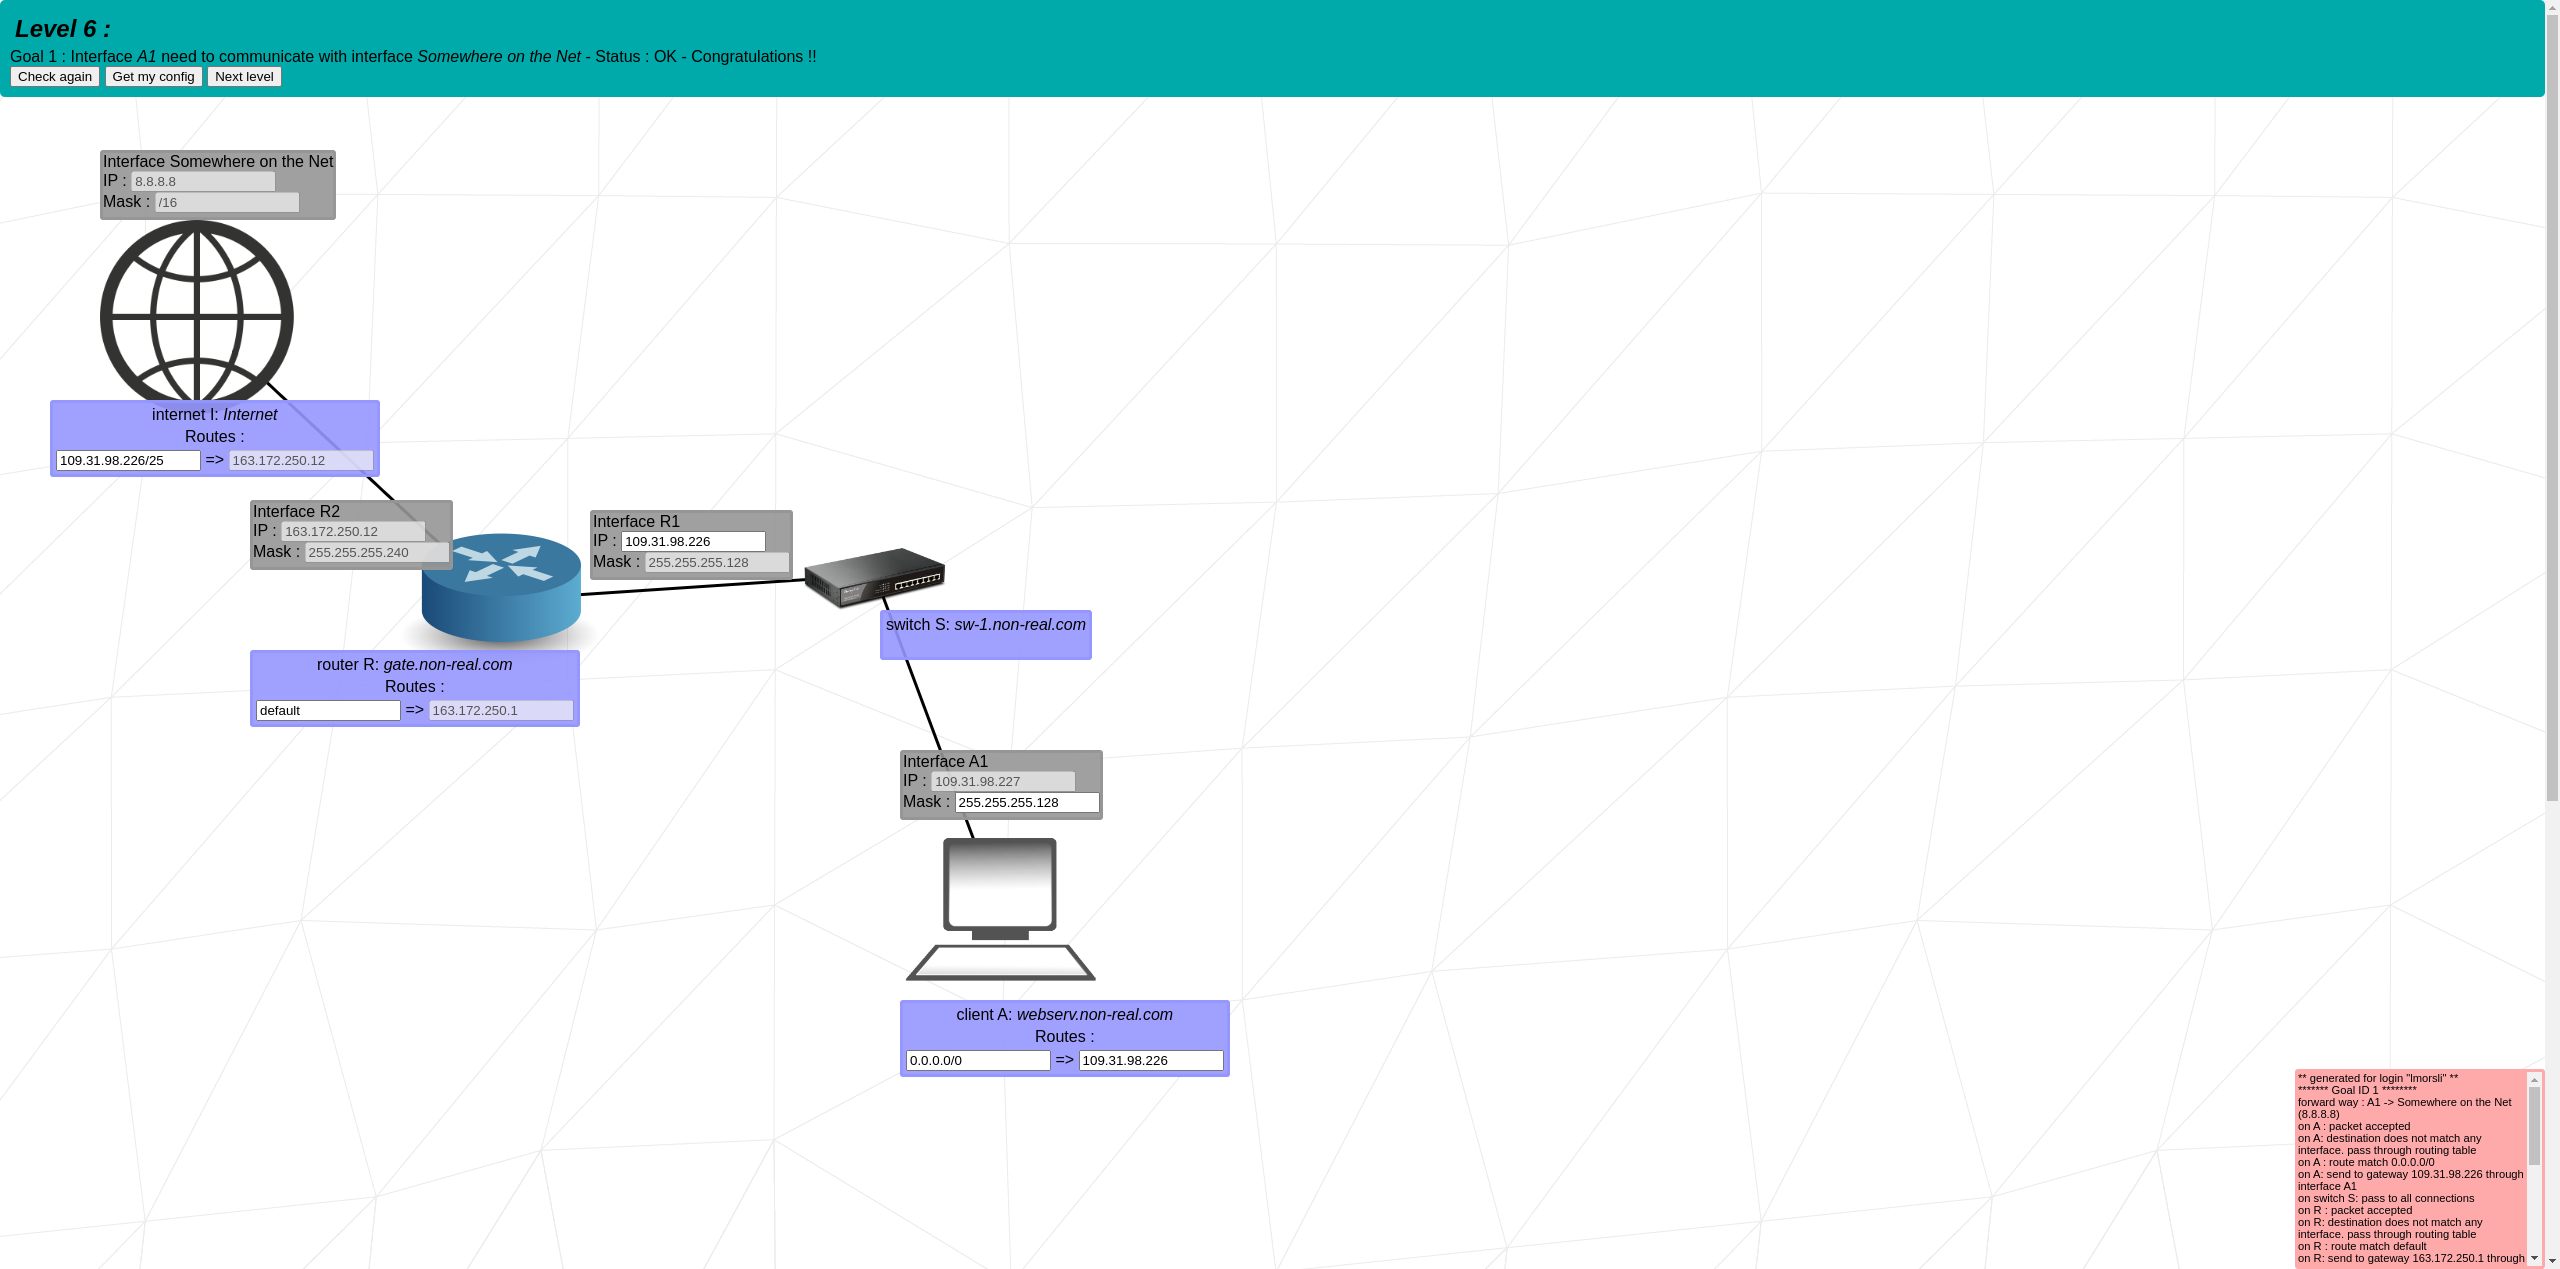 Level 6 :
Goal 1 : Interface A1 need to communicate with interface Somewhere on the Net - Status : OK - Congratulations !!
Check again Get my config Next level
Interface Somewhere on the Net
IP : 8.8.8.8
Mask : /16
internet I: Internet
Routes :
109.31.98.226/25 => 163.172.250.12
Interface R2
IP : 163.172.250.12
Mask : 255.255.255.240
Interface R1
IP : 109.31.98.226
Mask : 255.255.255.128
switch S: sw-1.non-real.com
router R: gate.non-real.com
Routes :
default => 163.172.250.1
Interface A1
IP : 109.31.98.227
Mask : 255.255.255.128
client A: webserv.non-real.com
Routes :
0.0.0.0/0 => 109.31.98.226
** generated for login "lmorsli" **
******* Goal ID 1 ********
forward way : A1 -> Somewhere on the Net
(8.8.8.8)
on A : packet accepted
on A: destination does not match any
interface. pass through routing table
on A : route match 0.0.0.0/0
on A: send to gateway 109.31.98.226 through
interface A1
on switch S: pass to all connections
on R : packet accepted
on R: destination does not match any
interface. pass through routing table
on R : route match default
on R: send to gateway 163.172.250.1 through